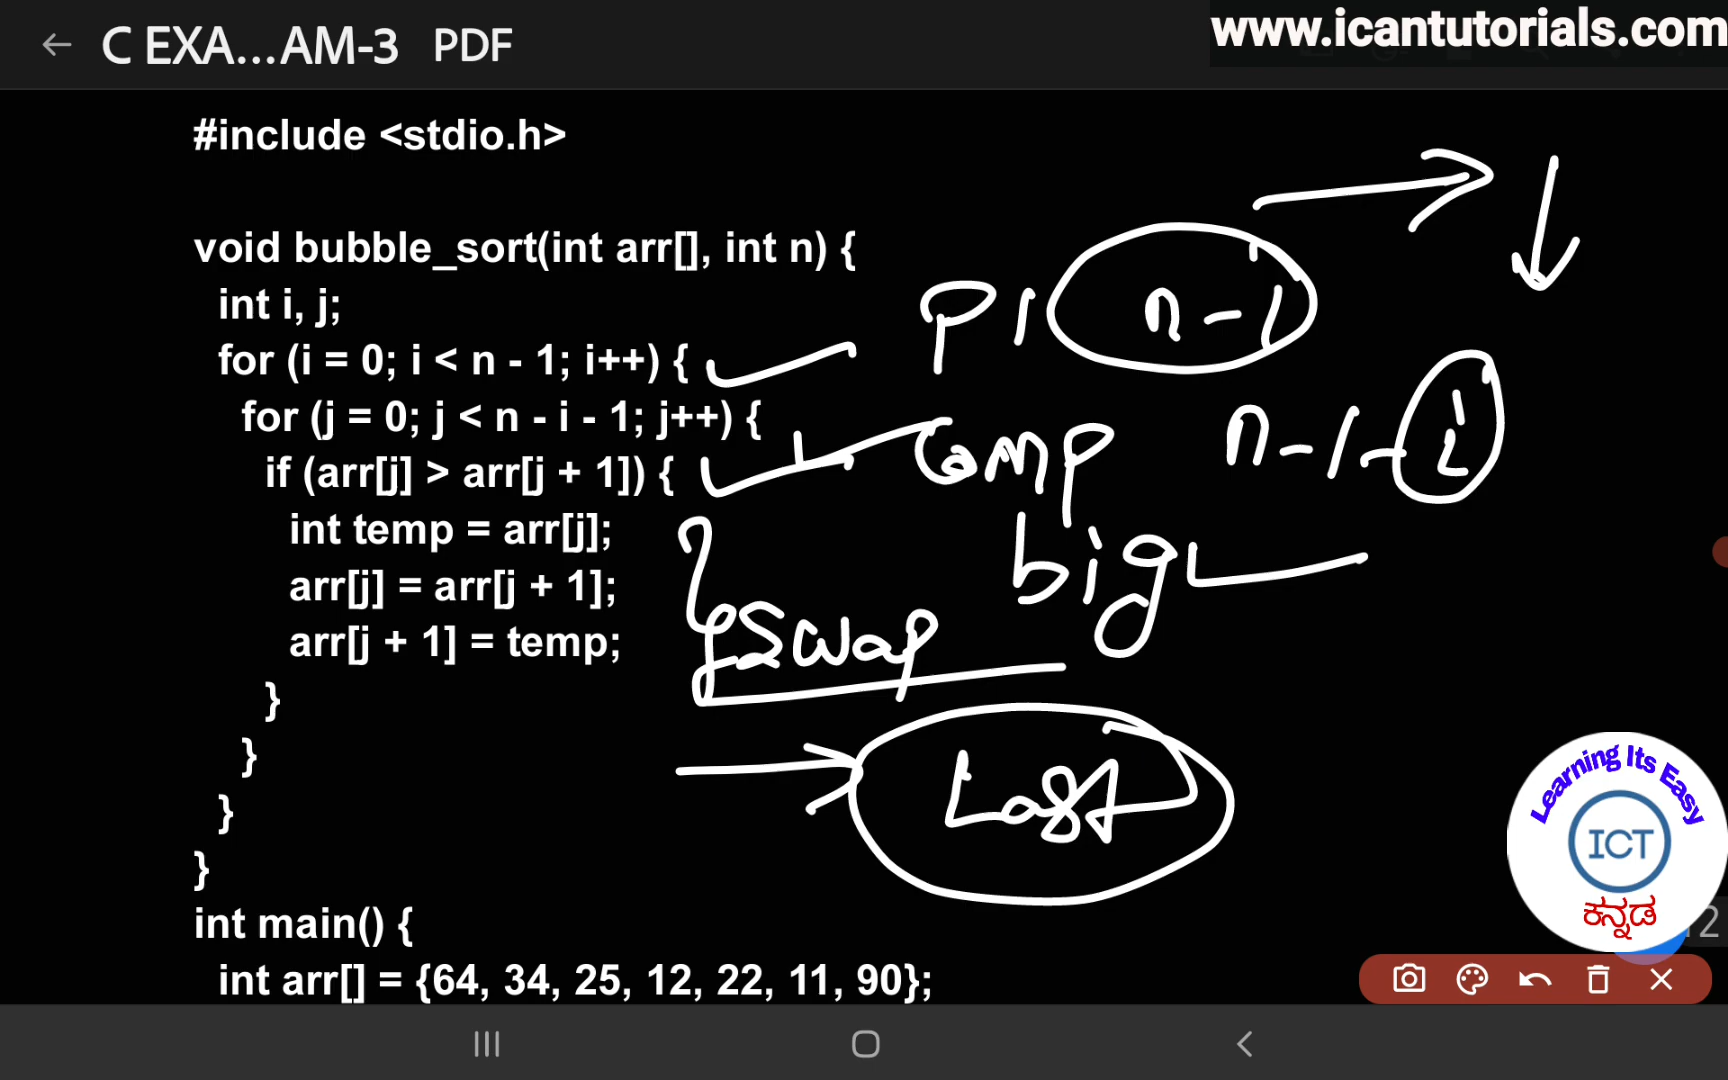 C EXA...AM-3 PDF
www.icantutorials.com
#include <stdio.h>
void bubble_sort(int arr[], int n) {
int i, j;
for (i = 0; i < n - 1; i++) {
for (j = 0; j < n - i - 1; j++) {
if (arr[j] > arr[j + 1]) {
int temp = arr[j];
arr[j] = arr[j + 1];
arr[j + 1] = temp;
}
}
}
}
int main() {
int arr[] = {64, 34, 25, 12, 22, 11, 90};
P1 n-1
Comp n-1-i
big
Swap
Last
Learning Its Easy
ICT
ಕನ್ನಡ